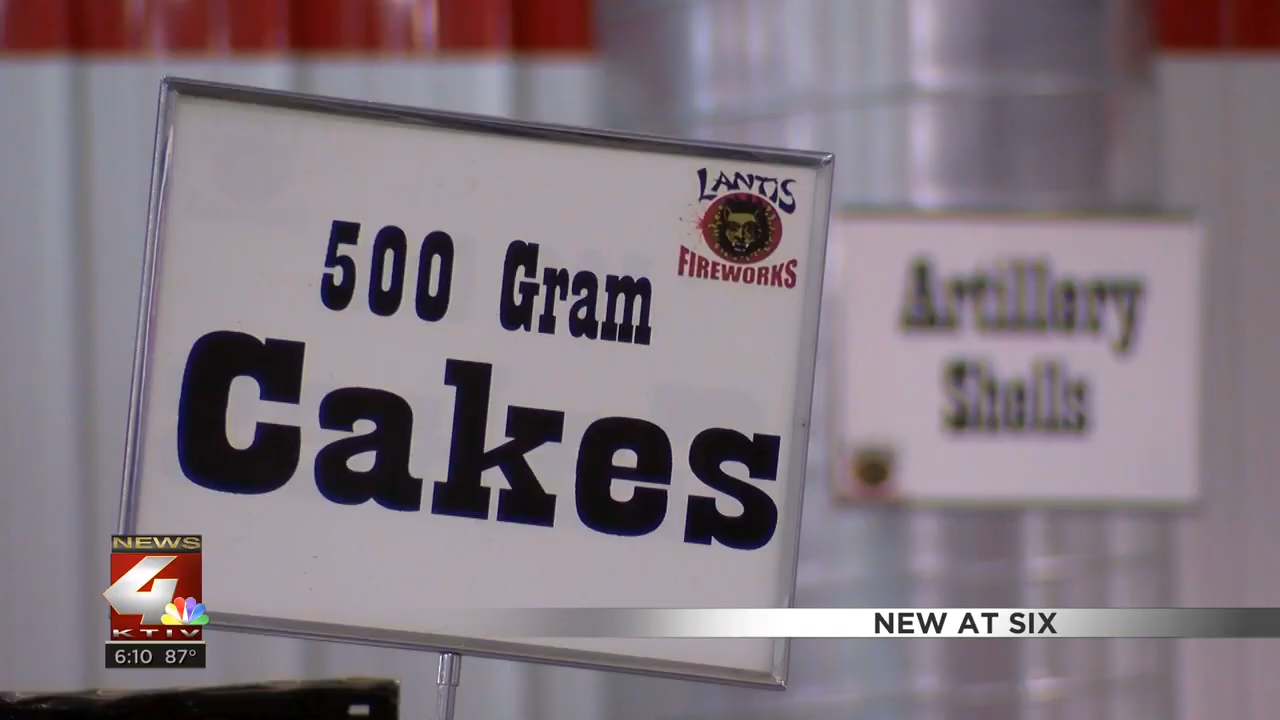 LANTIS
FIREWORKS
500 Gram
Cakes
Artillery
Shells
NEWS
4
KTIV
6:10 87°
NEW AT SIX